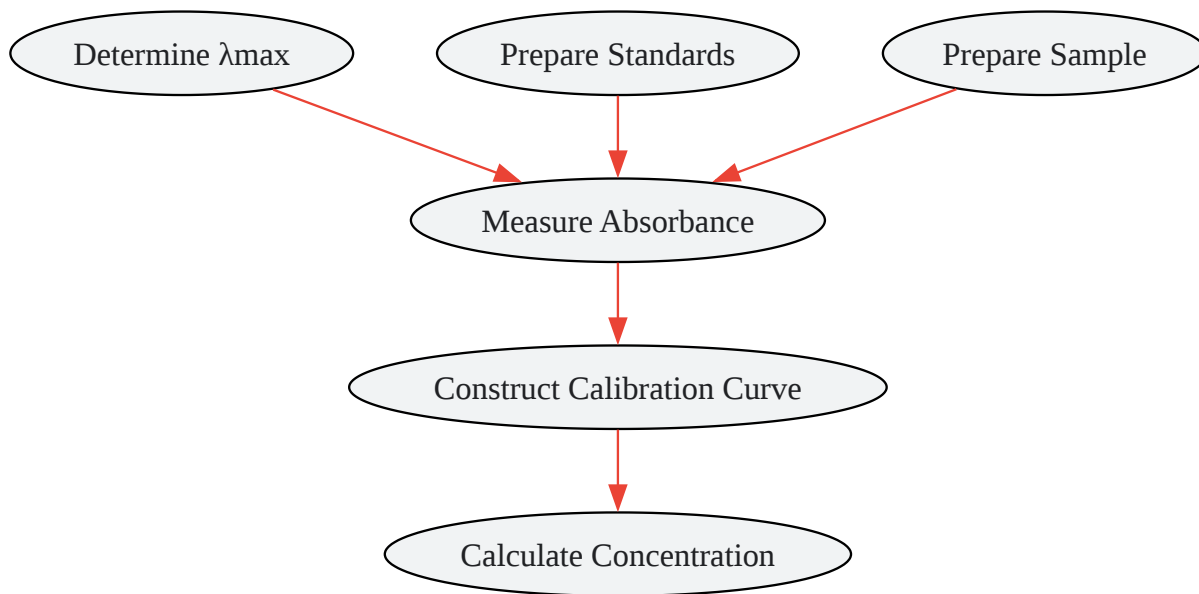 Determine λmax
Prepare Standards
Prepare Sample
Measure Absorbance
Construct Calibration Curve
Calculate Concentration